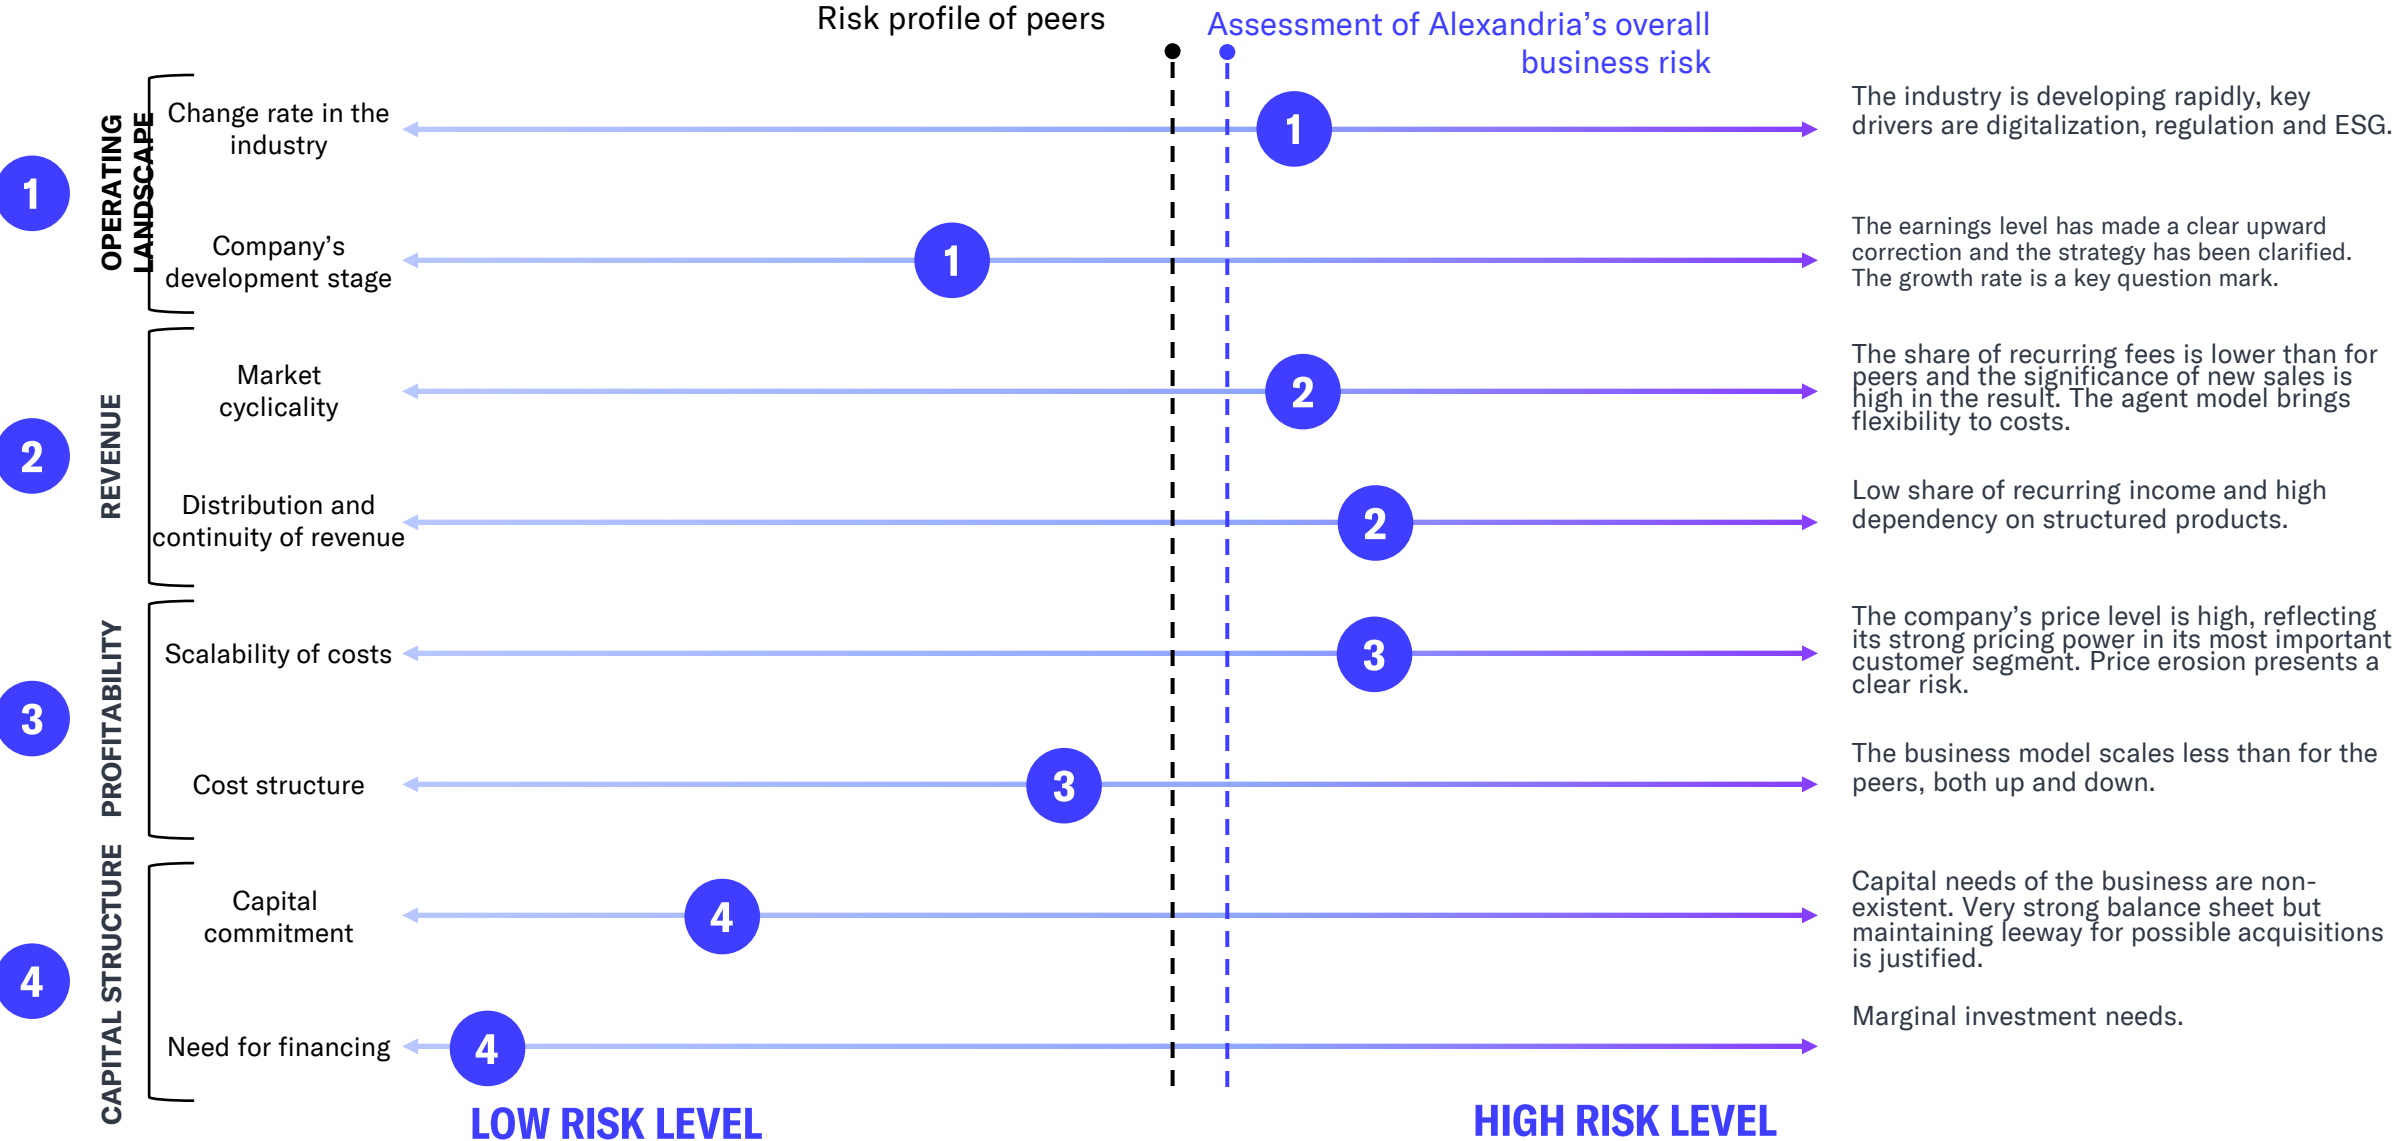 Risk profile of peers
Assessment of Alexandria's overall
business risk
1
OPERATING
LANDSCAPE
Change rate in the
industry
1
The industry is developing rapidly, key
drivers are digitalization, regulation and ESG.
Company's
development stage
1
The earnings level has made a clear upward
correction and the strategy has been clarified.
The growth rate is a key question mark.
2
REVENUE
Market
cyclicality
2
The share of recurring fees is lower than for
peers and the significance of new sales is
high in the result. The agent model brings
flexibility to costs.
Distribution and
continuity of revenue
2
Low share of recurring income and high
dependency on structured products.
3
PROFITABILITY
Scalability of costs
3
The company's price level is high, reflecting
its strong pricing power in its most important
customer segment. Price erosion presents a
clear risk.
Cost structure
3
The business model scales less than for the
peers, both up and down.
4
CAPITAL STRUCTURE
Capital
commitment
4
Capital needs of the business are non-
existent. Very strong balance sheet but
maintaining leeway for possible acquisitions
is justified.
Need for financing
4
Marginal investment needs.
LOW RISK LEVEL
HIGH RISK LEVEL